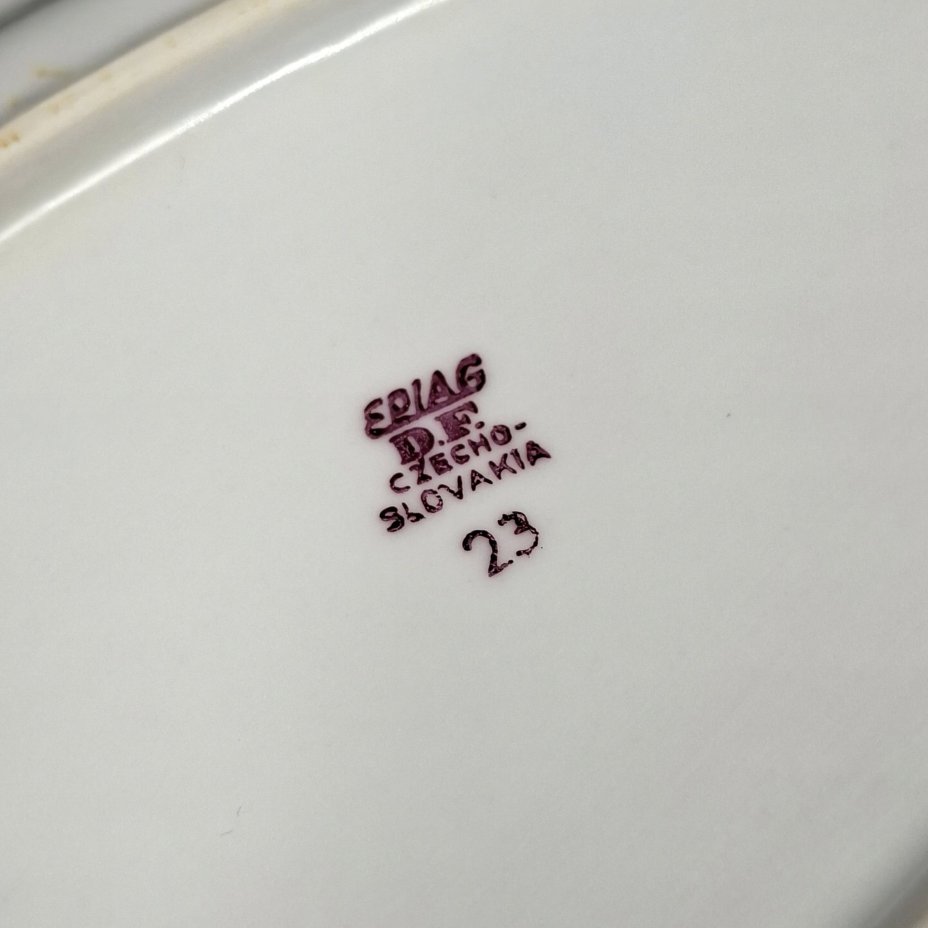 EPIAG
D.F.
CZECHO-
SLOVAKIA
23